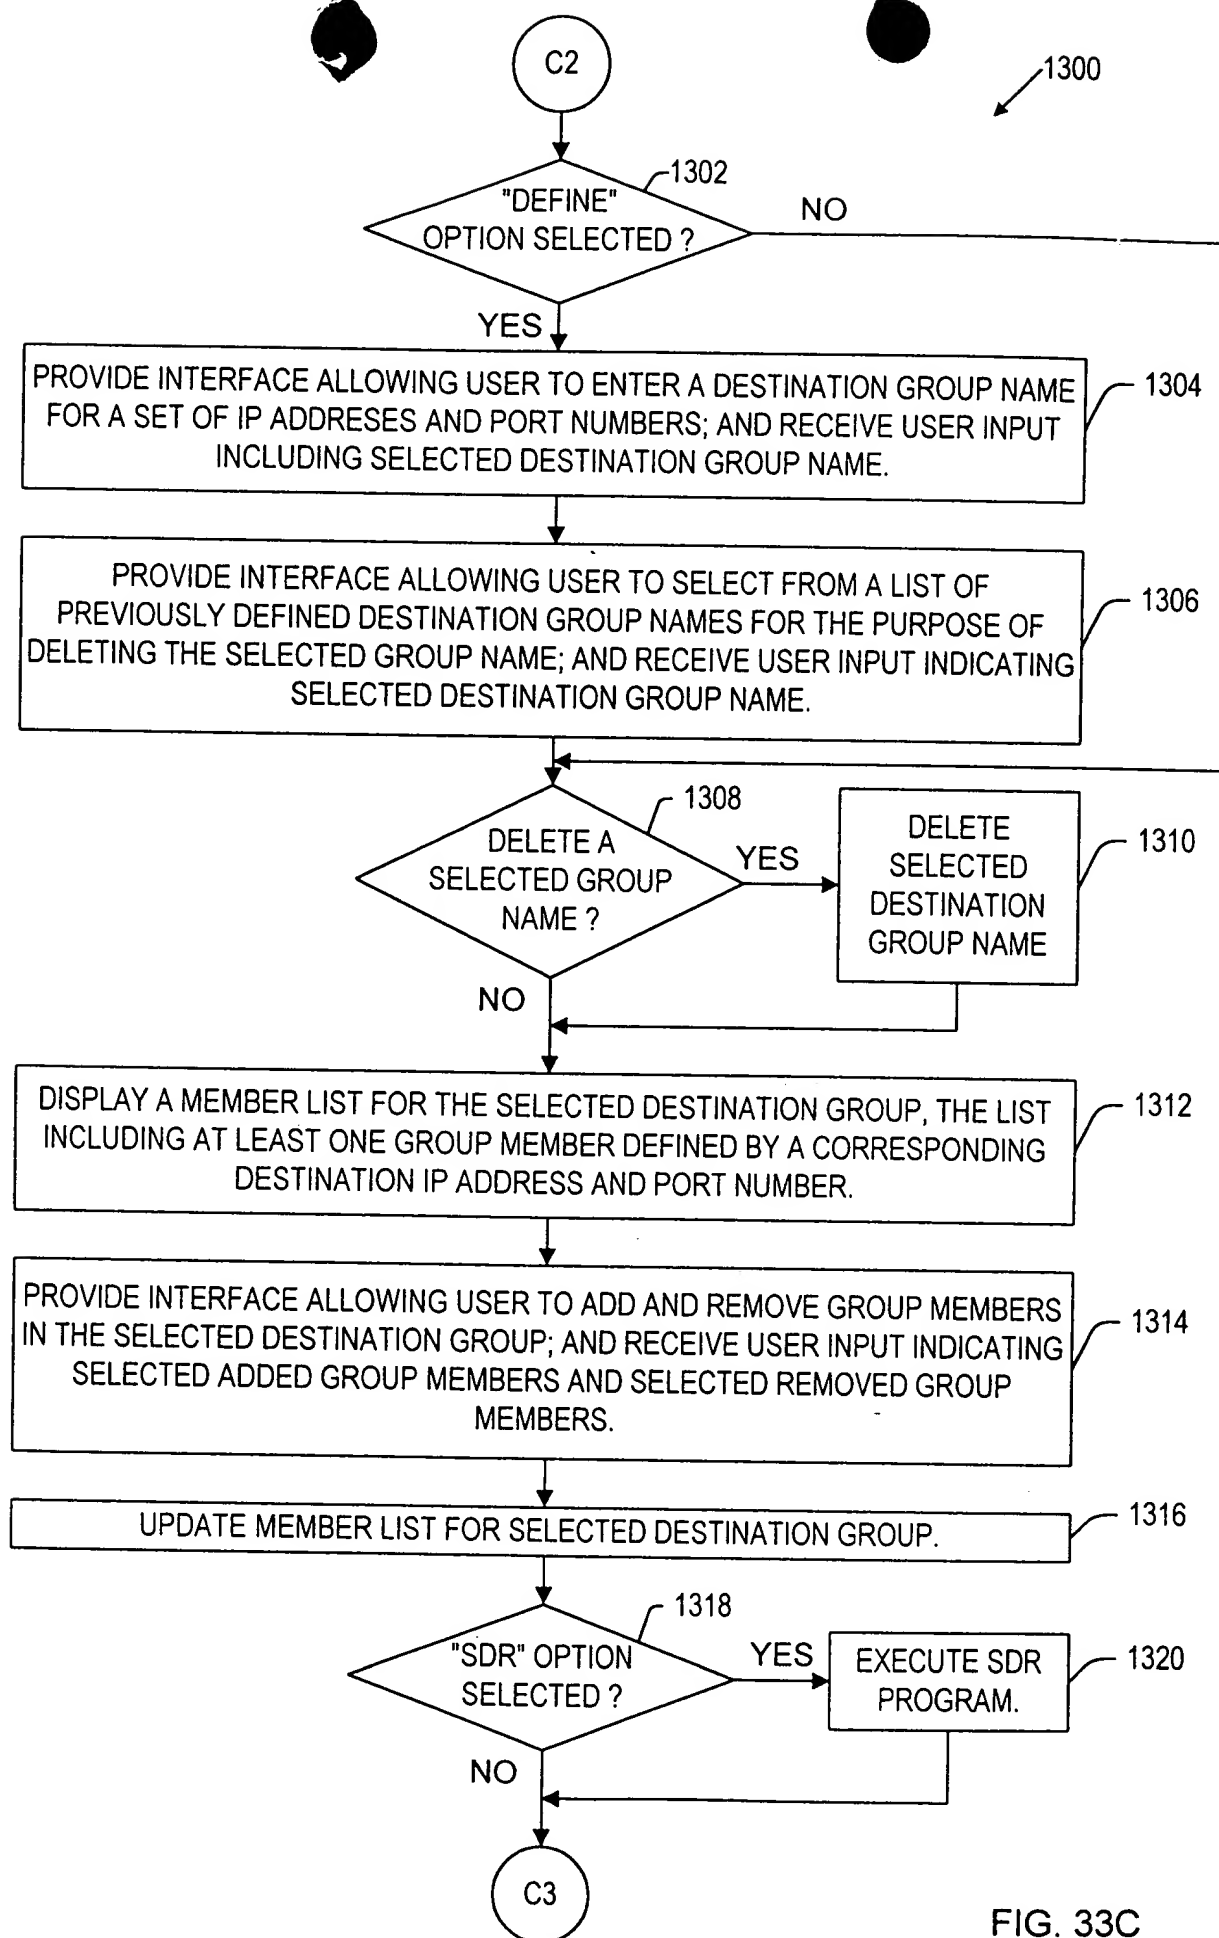 C2
1300
1302
"DEFINE"
OPTION SELECTED ?
NO
YES
PROVIDE INTERFACE ALLOWING USER TO ENTER A DESTINATION GROUP NAME
FOR A SET OF IP ADDRESES AND PORT NUMBERS; AND RECEIVE USER INPUT
INCLUDING SELECTED DESTINATION GROUP NAME.
1304
PROVIDE INTERFACE ALLOWING USER TO SELECT FROM A LIST OF
PREVIOUSLY DEFINED DESTINATION GROUP NAMES FOR THE PURPOSE OF
DELETING THE SELECTED GROUP NAME; AND RECEIVE USER INPUT INDICATING
SELECTED DESTINATION GROUP NAME.
1306
1308
DELETE A
SELECTED GROUP
NAME ?
YES
DELETE
SELECTED
DESTINATION
GROUP NAME
1310
NO
DISPLAY A MEMBER LIST FOR THE SELECTED DESTINATION GROUP, THE LIST
INCLUDING AT LEAST ONE GROUP MEMBER DEFINED BY A CORRESPONDING
DESTINATION IP ADDRESS AND PORT NUMBER.
1312
PROVIDE INTERFACE ALLOWING USER TO ADD AND REMOVE GROUP MEMBERS
IN THE SELECTED DESTINATION GROUP; AND RECEIVE USER INPUT INDICATING
SELECTED ADDED GROUP MEMBERS AND SELECTED REMOVED GROUP
MEMBERS.
1314
UPDATE MEMBER LIST FOR SELECTED DESTINATION GROUP.
1316
1318
"SDR" OPTION
SELECTED ?
YES
EXECUTE SDR
PROGRAM.
1320
NO
C3
FIG. 33C